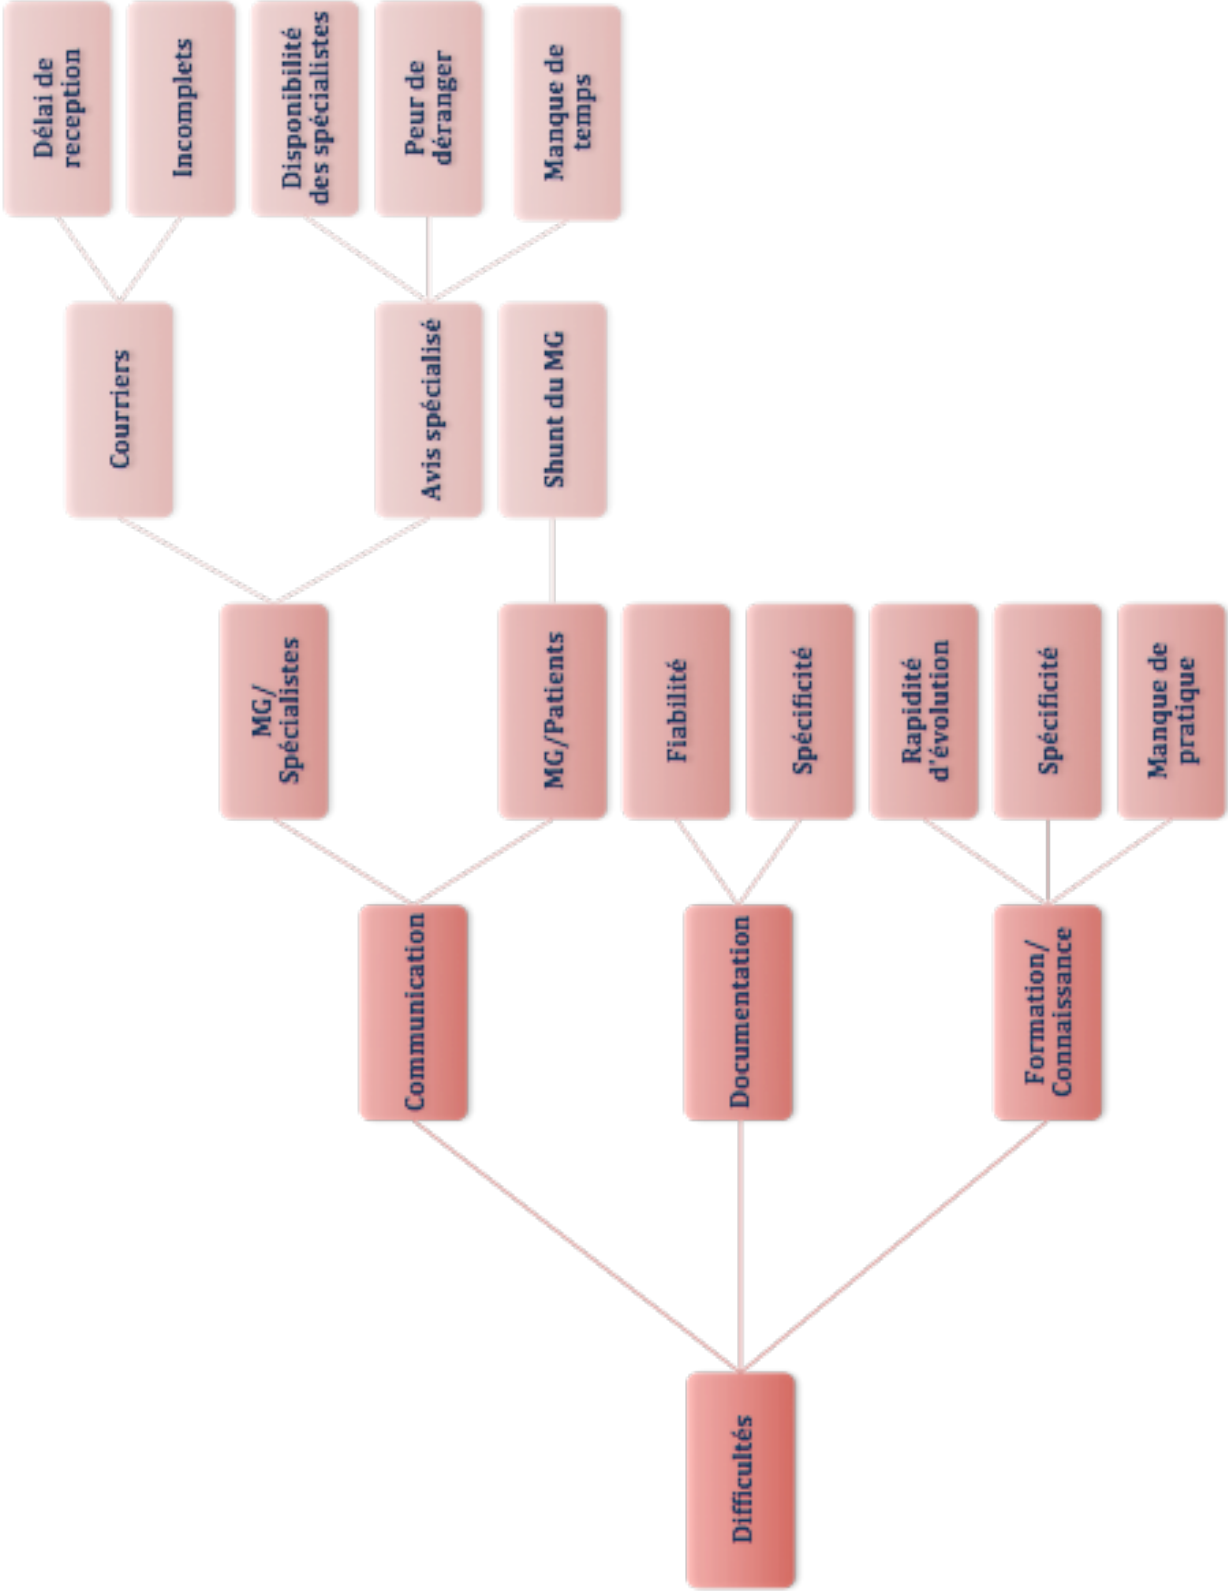 Difficultés
Communication
MG/
Spécialistes
Courriers
Délai de
reception
Incomplets
Avis spécialisé
Disponibilité
des spécialistes
Peur de
déranger
Manque de
temps
MG/Patients
Shunt du MG
Documentation
Fiabilité
Spécificité
Formation/
Connaissance
Rapidité
d'évolution
Spécificité
Manque de
pratique